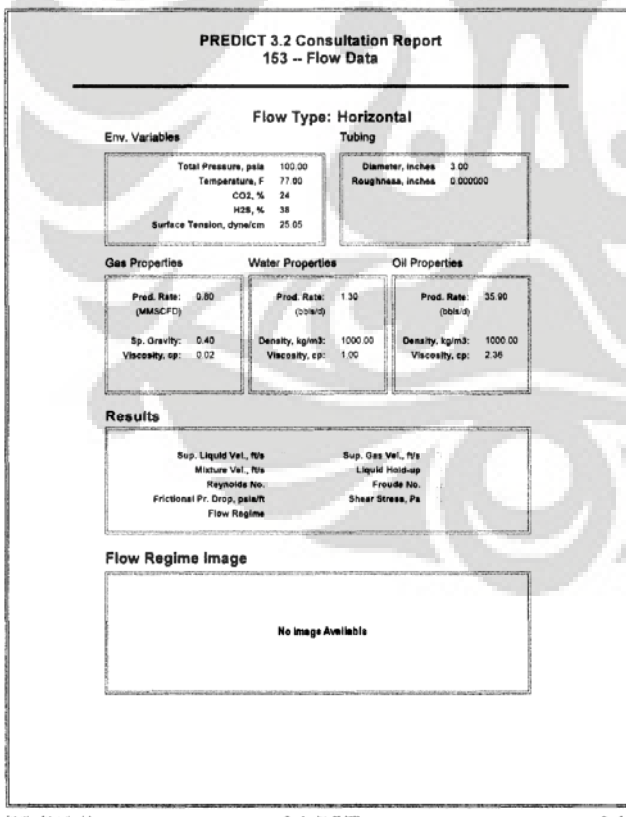 PREDICT 3.2 Consultation Report
153 -- Flow Data
Flow Type: Horizontal
Env. Variables
Tubing
Total Pressure, psia 100.00
Temperature, F 77.00
CO2, % 24
H2S, % 38
Surface Tension, dyne/cm 25.05
Diameter, inches 3.00
Roughness, inches 0.000000
Gas Properties
Water Properties
Oil Properties
Prod. Rate: 0.80
(MMSCFD)
Sp. Gravity: 0.40
Viscosity, cp: 0.02
Prod. Rate: 1.30
(bbls/d)
Density, kg/m3: 1000.00
Viscosity, cp: 1.00
Prod. Rate: 35.90
(bbls/d)
Density, kg/m3: 1000.00
Viscosity, cp: 2.36
Results
Sup. Liquid Vel., ft/s
Sup. Gas Vel., ft/s
Mixture Vel., ft/s
Liquid Hold-up
Reynolds No.
Froude No.
Frictional Pr. Drop, psia/ft
Shear Stress, Pa
Flow Regime
Flow Regime Image
No Image Available